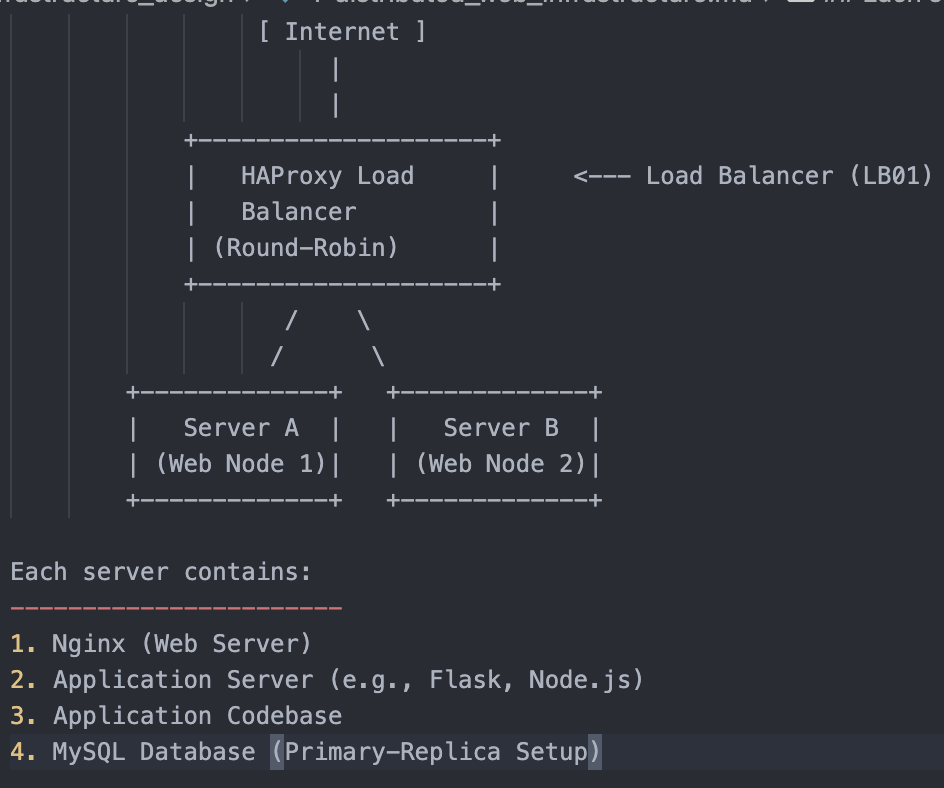 [ Internet ]
|
|
+--------------------+
|   HAProxy Load     |     <--- Load Balancer (LB01)
|   Balancer         |
| (Round-Robin)      |
+--------------------+
/    \
/      \
+-------------+   +-------------+
|   Server A  |   |   Server B  |
| (Web Node 1)|   | (Web Node 2)|
+-------------+   +-------------+
Each server contains:
-----------------------
1. Nginx (Web Server)
2. Application Server (e.g., Flask, Node.js)
3. Application Codebase
4. MySQL Database (Primary-Replica Setup)